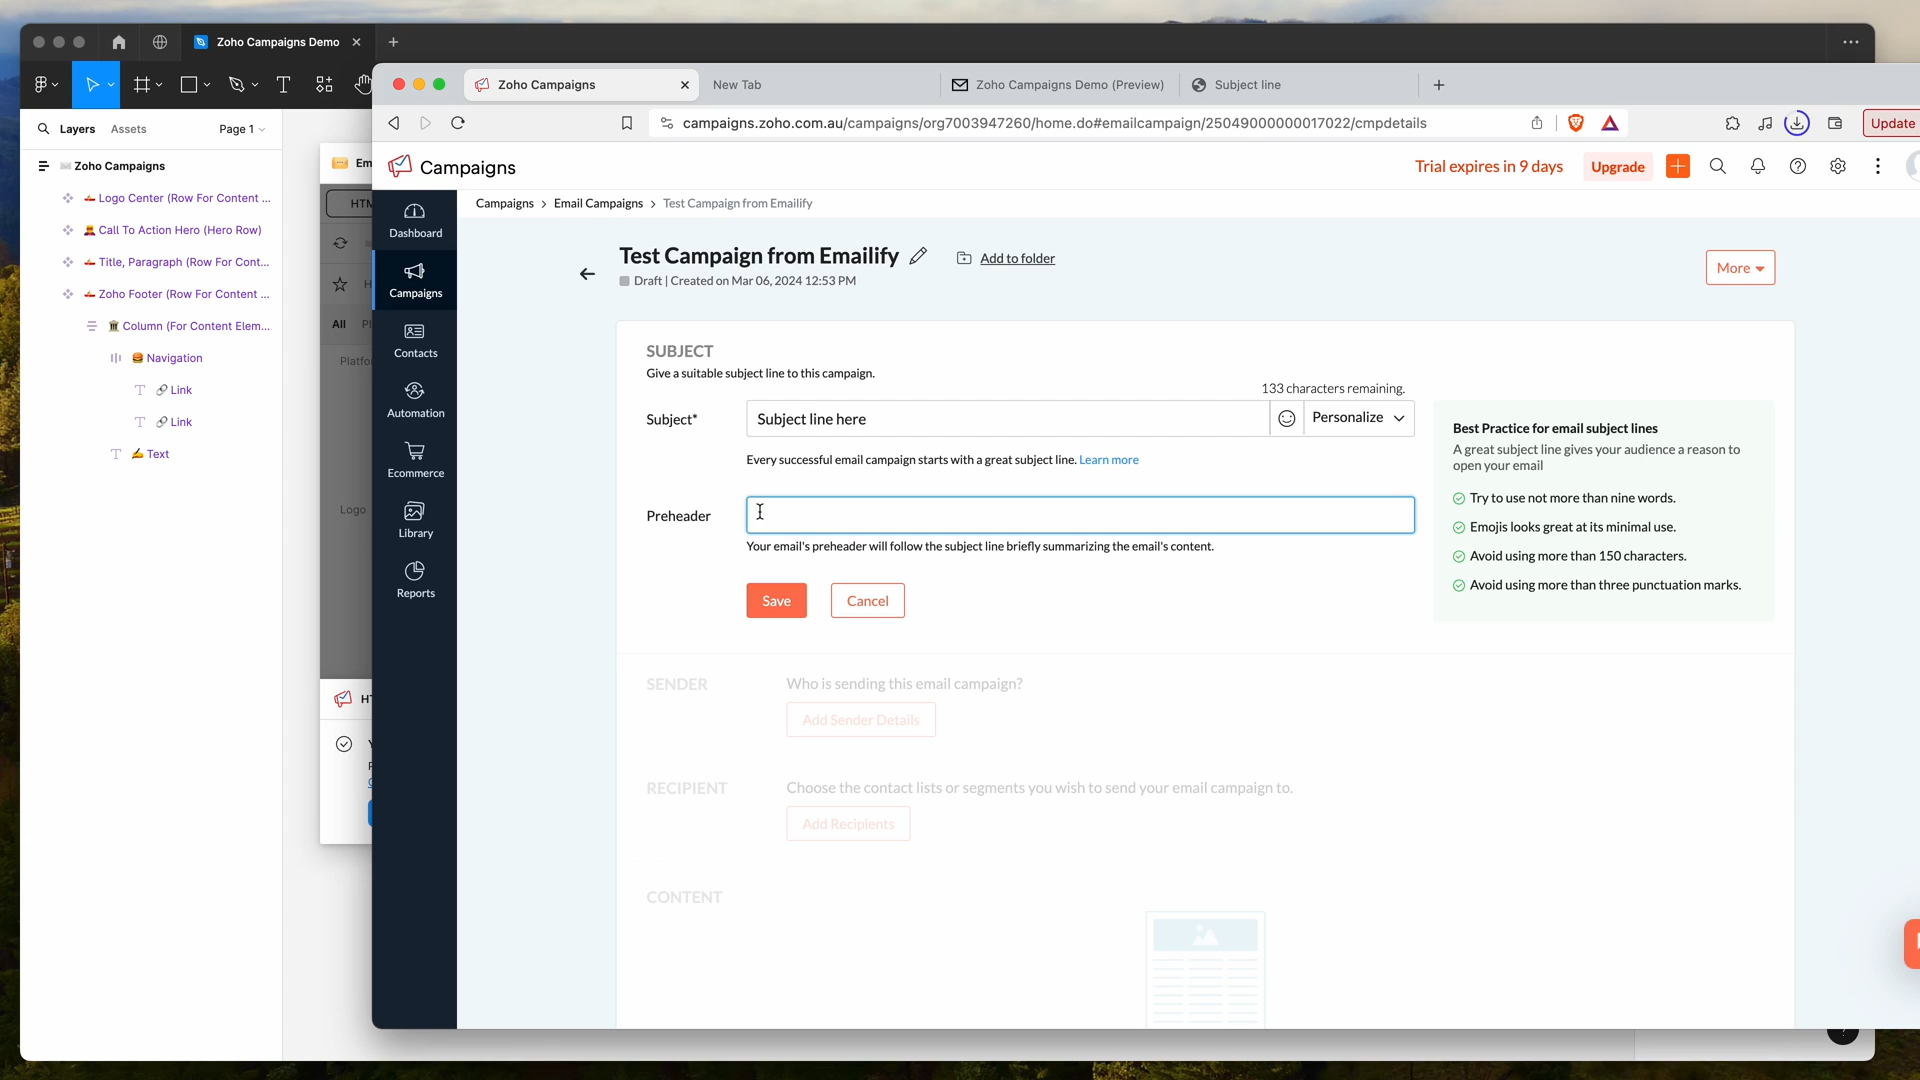 Zoho Campaigns Demo
Layers
Assets
Page 1
Zoho Campaigns
Logo Center (Row For Content ...
Call To Action Hero (Hero Row)
Title, Paragraph (Row For Cont...
Zoho Footer (Row For Content ...
Column (For Content Elem...
Navigation
Link
Link
Text
Em
HTM
All
Pl
Platfo
Logo
HT
Zoho Campaigns
New Tab
Zoho Campaigns Demo (Preview)
Subject line
campaigns.zoho.com.au/campaigns/org7003947260/home.do#emailcampaign/25049000000017022/cmpdetails
Update
Campaigns
Trial expires in 9 days
Upgrade
Dashboard
Campaigns
Contacts
Automation
Ecommerce
Library
Reports
Campaigns > Email Campaigns > Test Campaign from Emailify
Test Campaign from Emailify
Add to folder
Draft | Created on Mar 06, 2024 12:53 PM
More
SUBJECT
Give a suitable subject line to this campaign.
133 characters remaining.
Subject*
Subject line here
Personalize
Every successful email campaign starts with a great subject line. Learn more
Preheader
Your email's preheader will follow the subject line briefly summarizing the email's content.
Save
Cancel
Best Practice for email subject lines
A great subject line gives your audience a reason to
open your email
Try to use not more than nine words.
Emojis looks great at its minimal use.
Avoid using more than 150 characters.
Avoid using more than three punctuation marks.
SENDER
Who is sending this email campaign?
Add Sender Details
RECIPIENT
Choose the contact lists or segments you wish to send your email campaign to.
Add Recipients
CONTENT